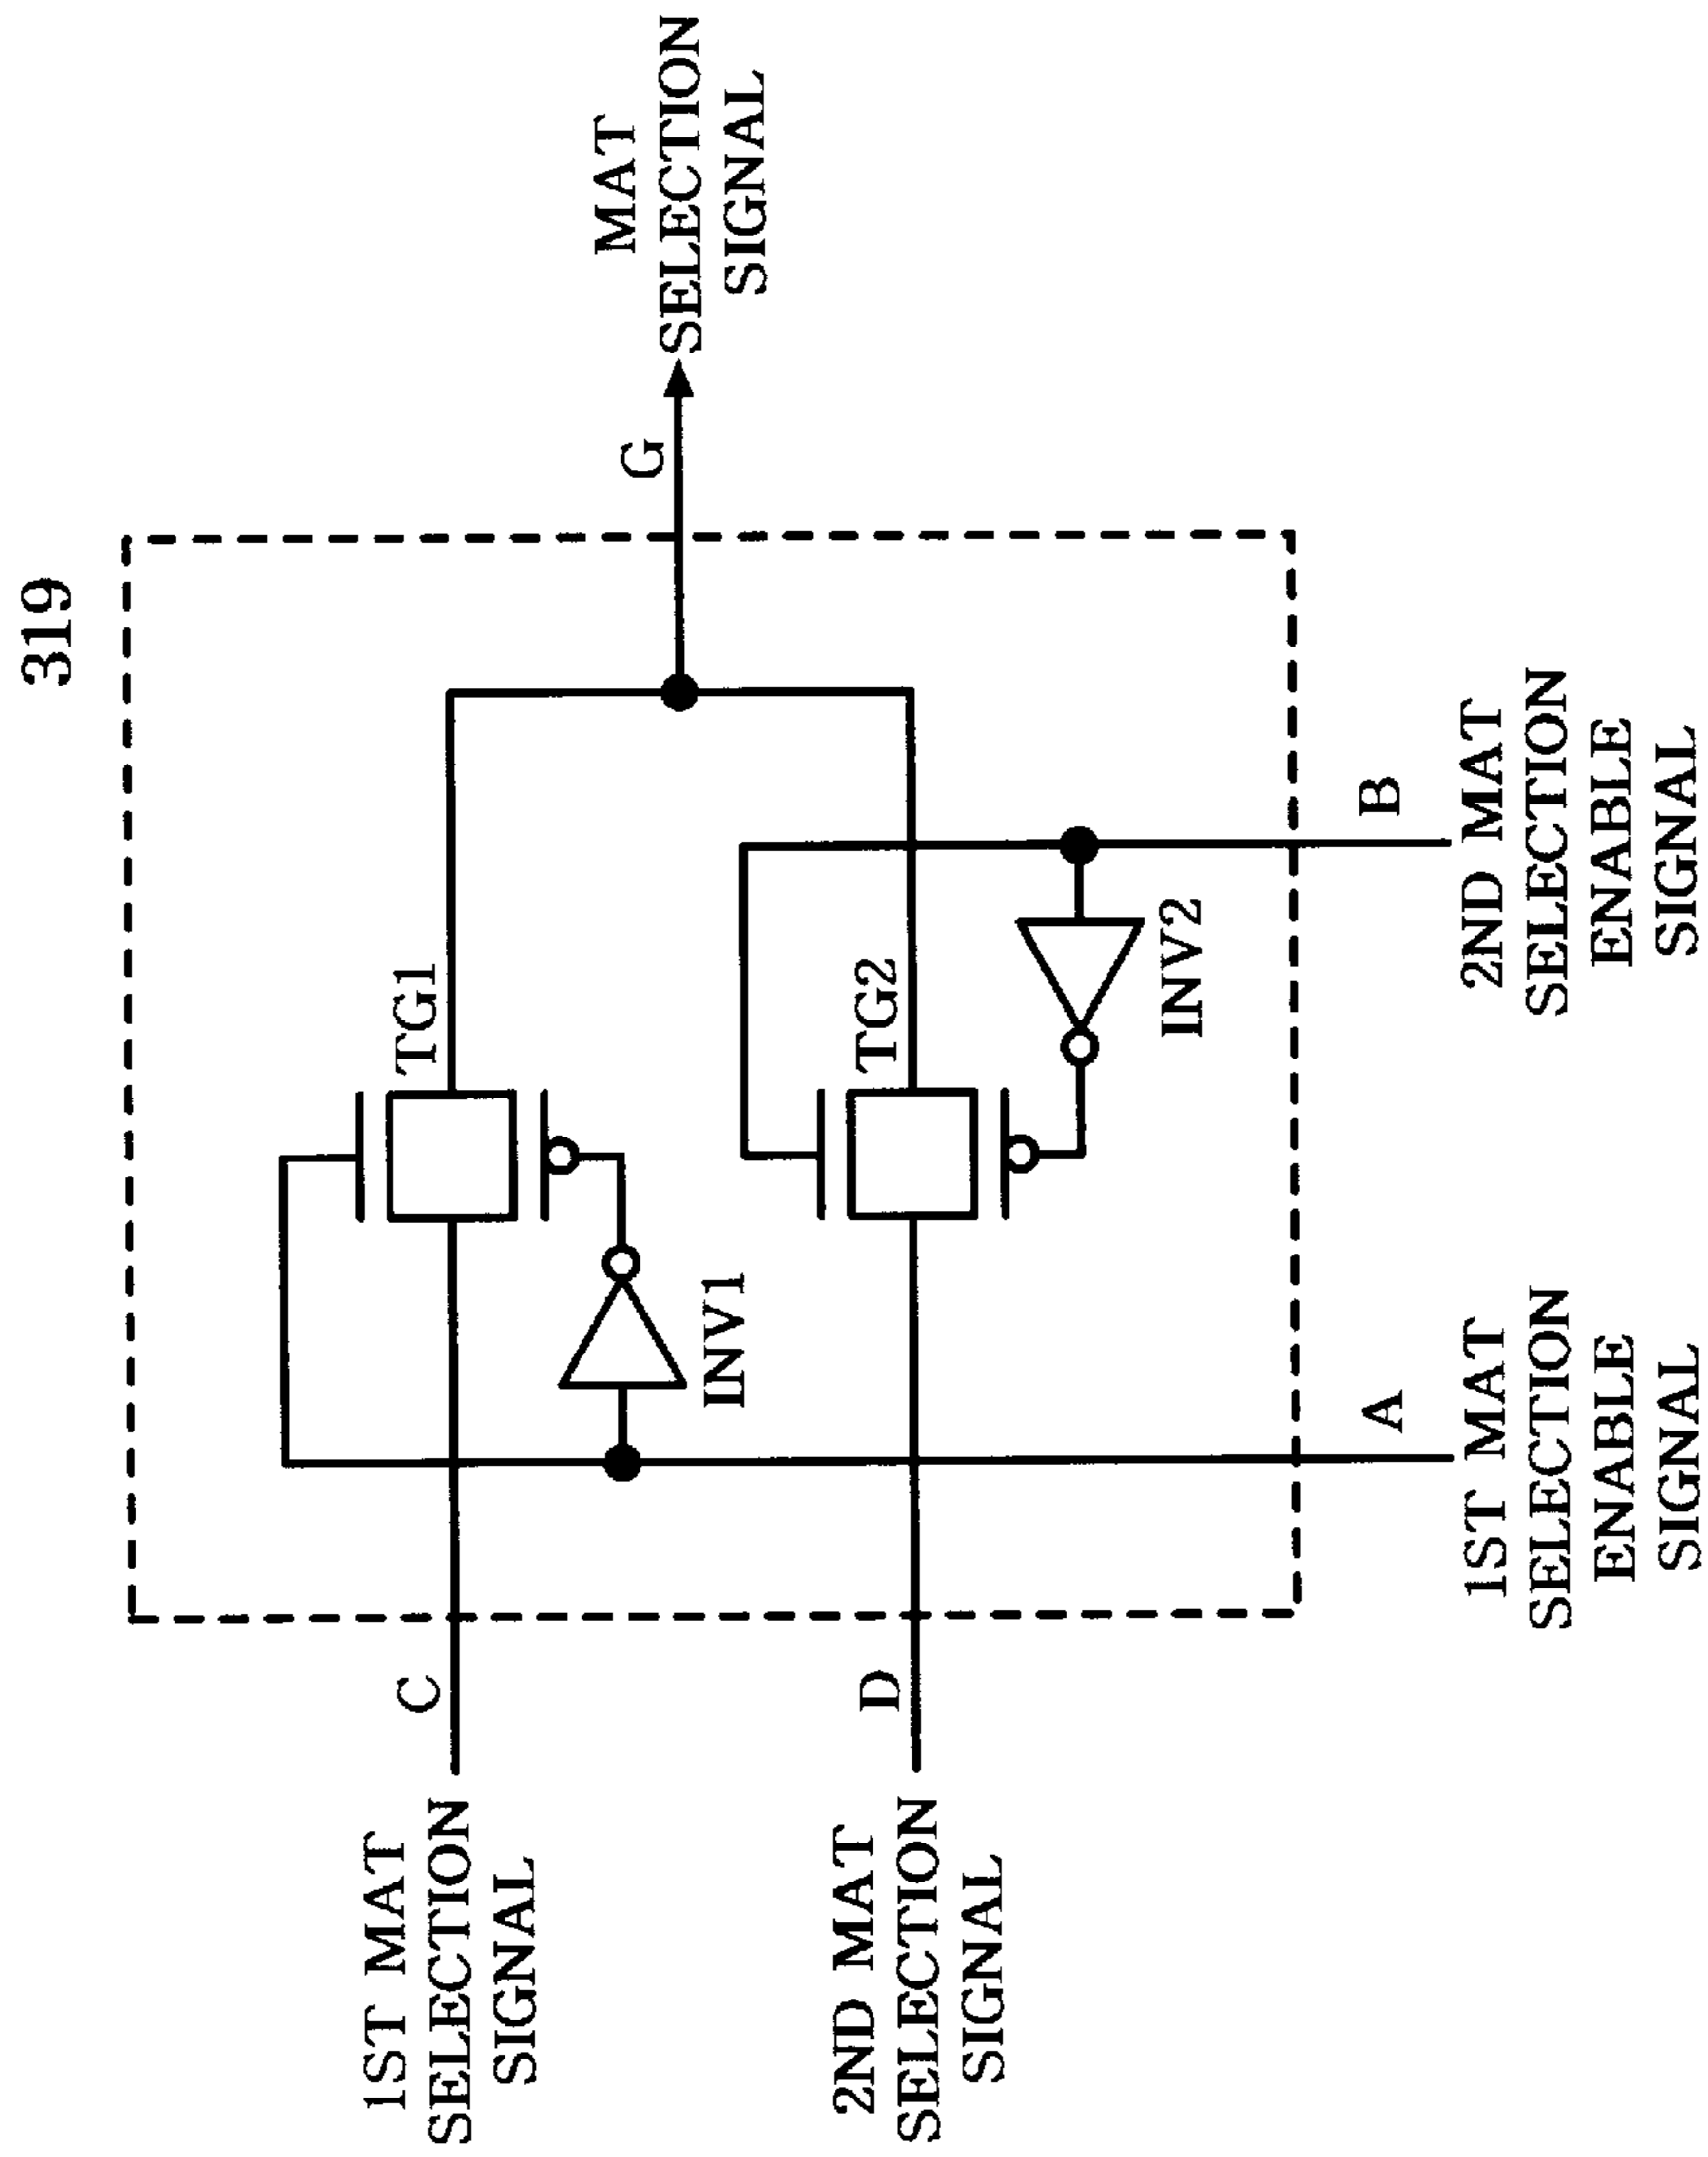 319
1ST MAT
SELECTION
SIGNAL
C
TG1
INV1
G
MAT
SELECTION
SIGNAL
2ND MAT
SELECTION
SIGNAL
D
TG2
INV2
A
B
1ST MAT
SELECTION
ENABLE
SIGNAL
2ND MAT
SELECTION
ENABLE
SIGNAL